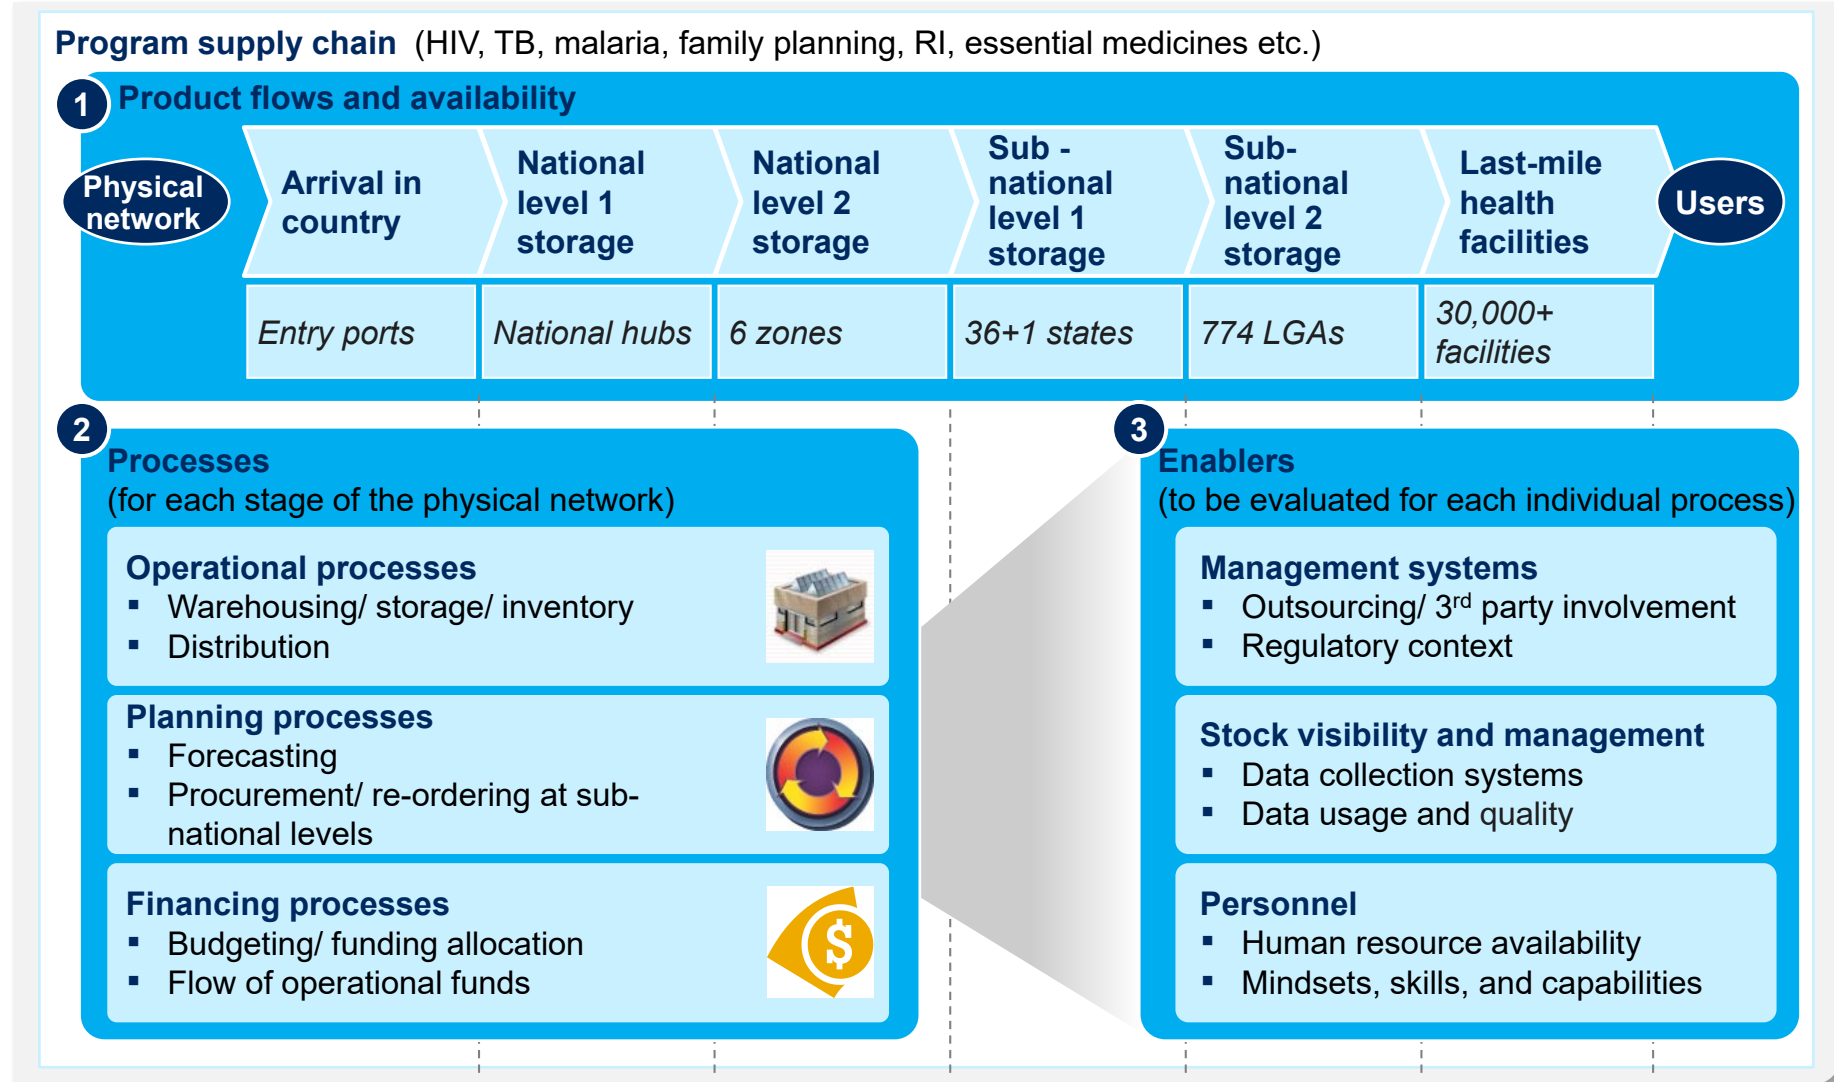 Program supply chain (HIV, TB, malaria, family planning, RI, essential medicines etc.)
1 Product flows and availability
Physical
network
Arrival in
country
National
level 1
storage
National
level 2
storage
Sub -
national
level 1
storage
Sub-
national
level 2
storage
Last-mile
health
facilities
Users
Entry ports
National hubs
6 zones
36+1 states
774 LGAs
30,000+
facilities
2
Processes
(for each stage of the physical network)
Operational processes
▪ Warehousing/ storage/ inventory
▪ Distribution
Planning processes
▪ Forecasting
▪ Procurement/ re-ordering at sub-
national levels
Financing processes
▪ Budgeting/ funding allocation
▪ Flow of operational funds
$
3
Enablers
(to be evaluated for each individual process)
Management systems
▪ Outsourcing/ 3rd party involvement
▪ Regulatory context
Stock visibility and management
▪ Data collection systems
▪ Data usage and quality
Personnel
▪ Human resource availability
▪ Mindsets, skills, and capabilities